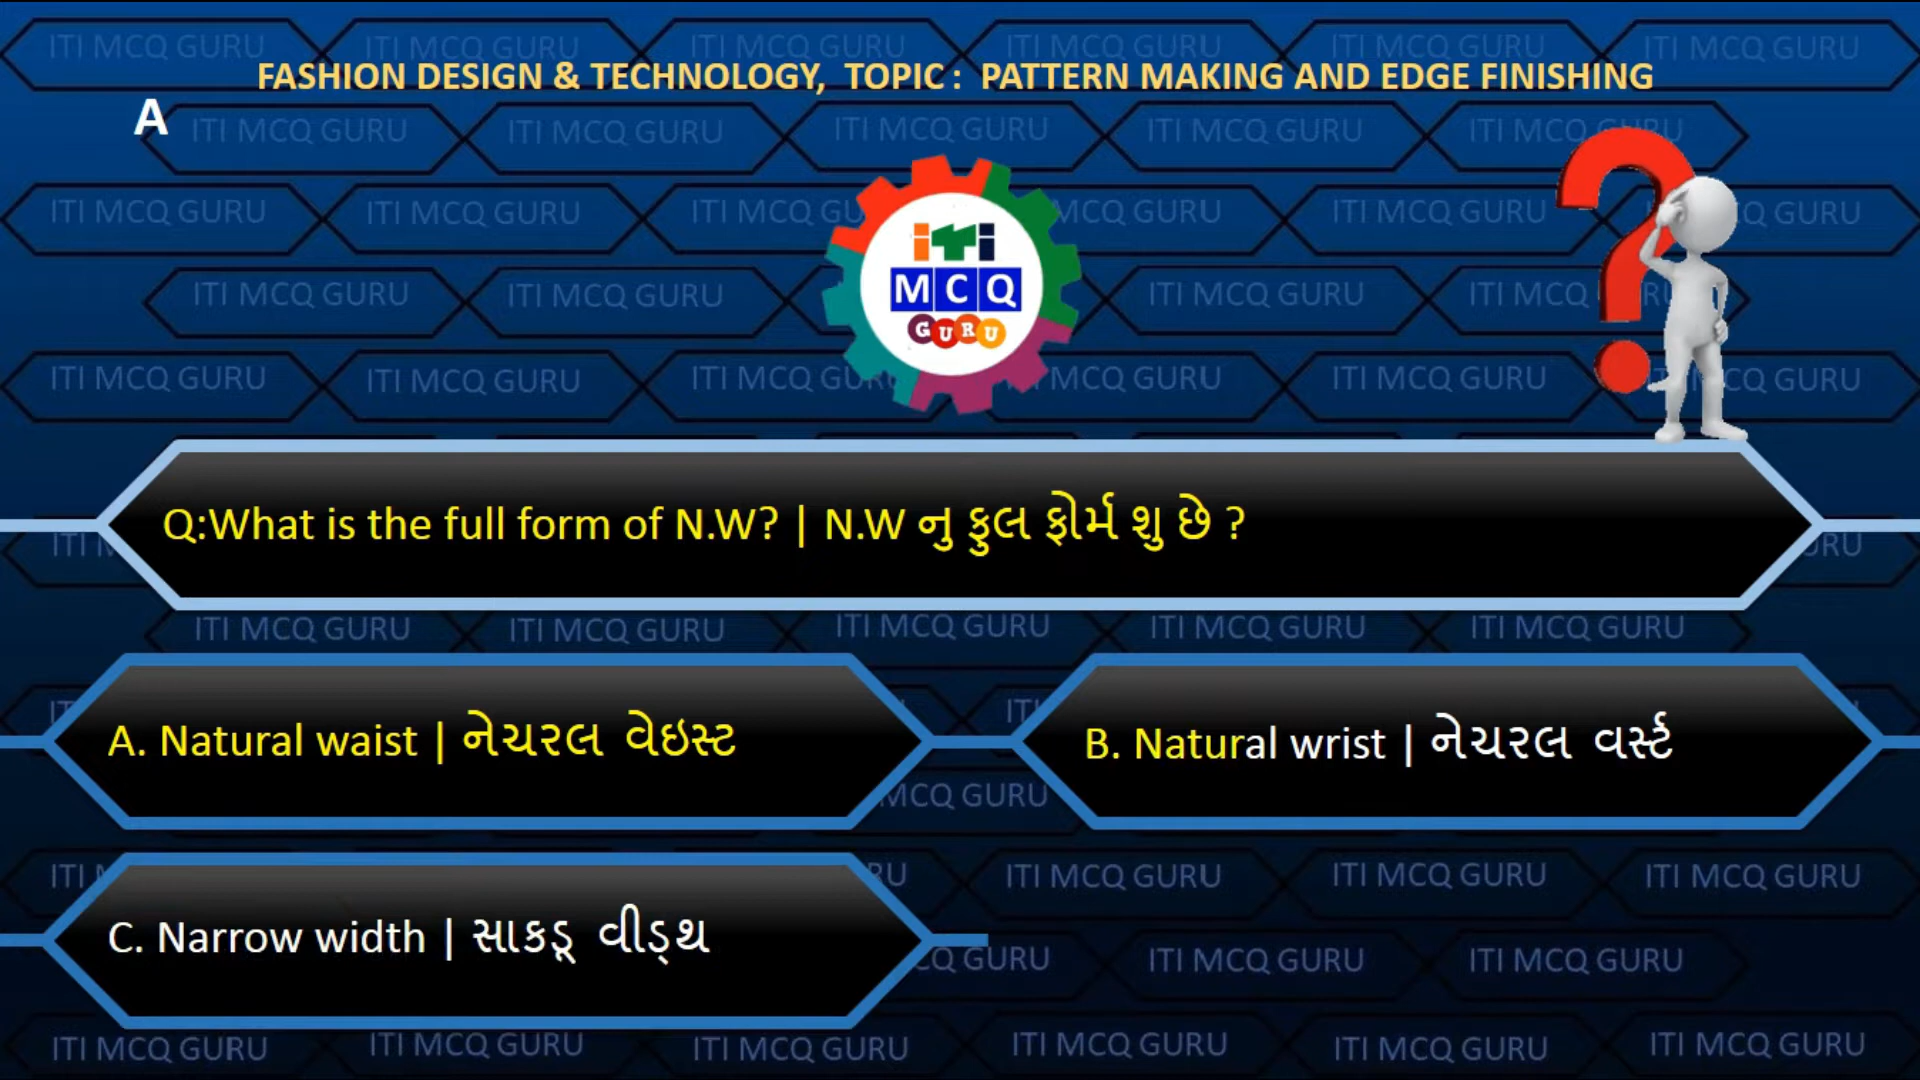 FASHION DESIGN & TECHNOLOGY, TOPIC : PATTERN MAKING AND EDGE FINISHING
A
iTi
MCQ
GURU
Q:What is the full form of N.W? | N.W નુ ફુલ ફોર્મ શુ છે ?
A. Natural waist | નેચરલ વેઇસ્ટ
B. Natural wrist | નેચરલ વર્સ્ટ
C. Narrow width | સાકડૂ વીડ્થ